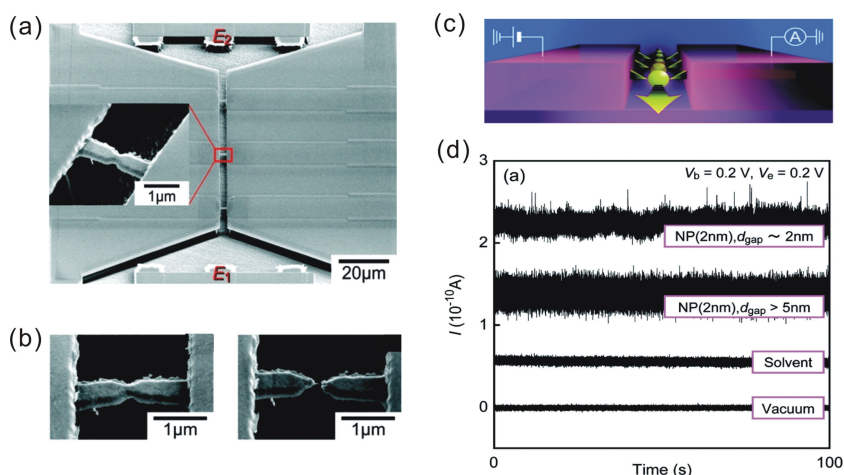 (a)
E2
1μm
20μm
E1
(b)
1μm
1μm
(c)
A
(d)
(a)
Vb = 0.2 V, Ve = 0.2 V
NP(2nm),dgap ~ 2nm
NP(2nm),dgap > 5nm
Solvent
Vacuum
I (10-10A)
3
2
1
0
0
100
Time (s)